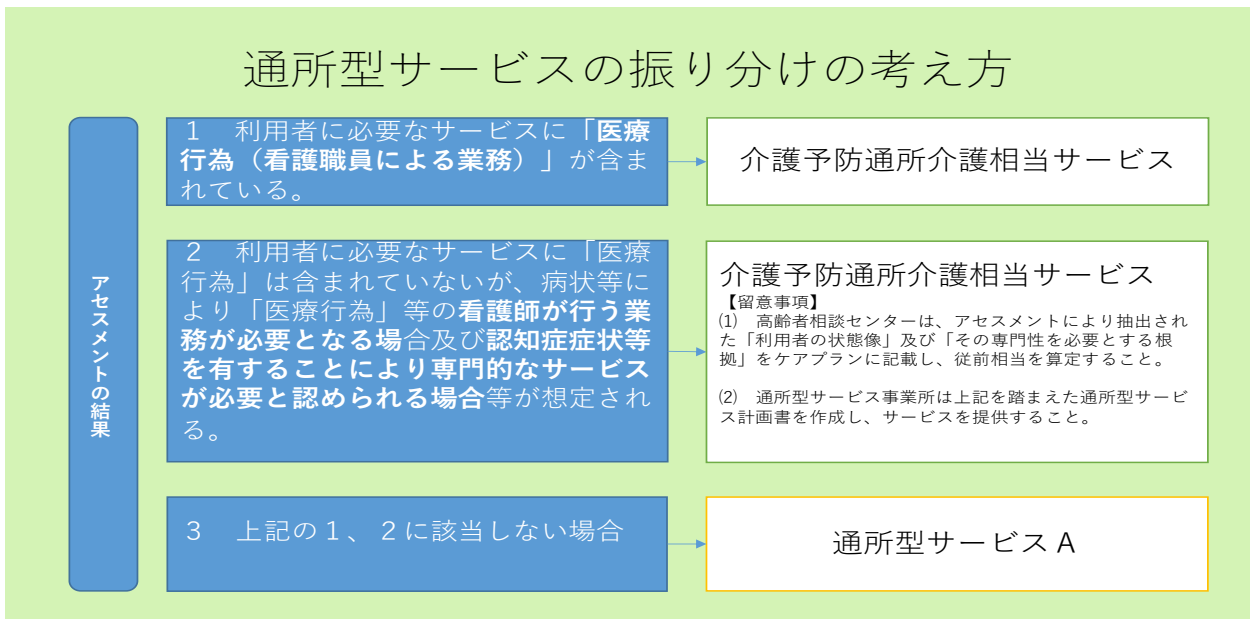 通所型サービスの振り分けの考え方
アセスメントの結果
１　利用者に必要なサービスに「医療
行為（看護職員による業務）」が含ま
れている。
介護予防通所介護相当サービス
２　利用者に必要なサービスに「医療
行為」は含まれていないが、病状等に
より「医療行為」等の看護師が行う業
務が必要となる場合及び認知症症状等
を有することにより専門的なサービス
が必要と認められる場合等が想定され
る。
介護予防通所介護相当サービス
【留意事項】
⑴　高齢者相談センターは、アセスメントにより抽出され
た「利用者の状態像」及び「その専門性を必要とする根
拠」をケアプランに記載し、従前相当を算定すること。
⑵　通所型サービス事業所は上記を踏まえた通所型サービ
ス計画書を作成し、サービスを提供すること。
３　上記の１、２に該当しない場合
通所型サービスＡ